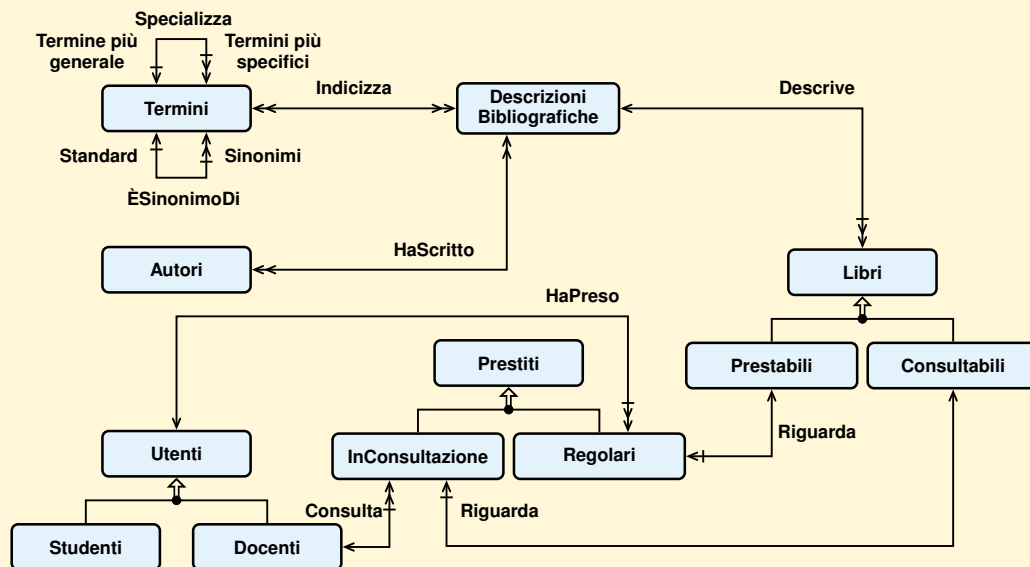 Specializza
Termine più
generale
Termini più
specifici
Termini
Indicizza
Descrizioni
Bibliografiche
Descrive
Standard
Sinonimi
ÈSinonimoDi
Autori
HaScritto
Libri
HaPreso
Prestiti
Prestabili
Consultabili
Utenti
InConsultazione
Regolari
Riguarda
Consulta
Riguarda
Studenti
Docenti